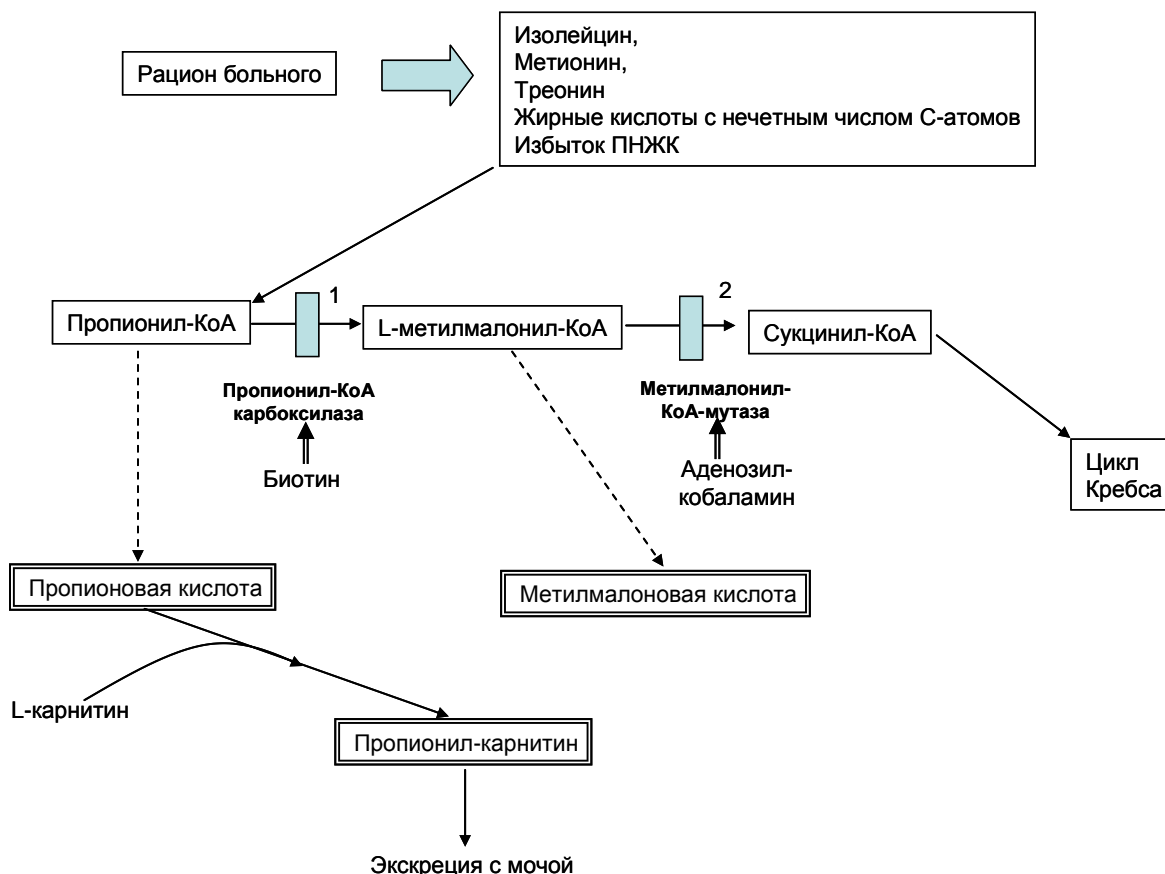 Рацион больного
Изолейцин,
Метионин,
Треонин
Жирные кислоты с нечетным числом С-атомов
Избыток ПНЖК
Пропионил-КоА
1
L-метилмалонил-КоА
2
Сукцинил-КоА
Пропионил-КоА
карбоксилаза
Биотин
Метилмалонил-
КоА-мутаза
Аденозил-
кобаламин
Цикл
Кребса
Пропионовая кислота
Метилмалоновая кислота
L-карнитин
Пропионил-карнитин
Экскреция с мочой